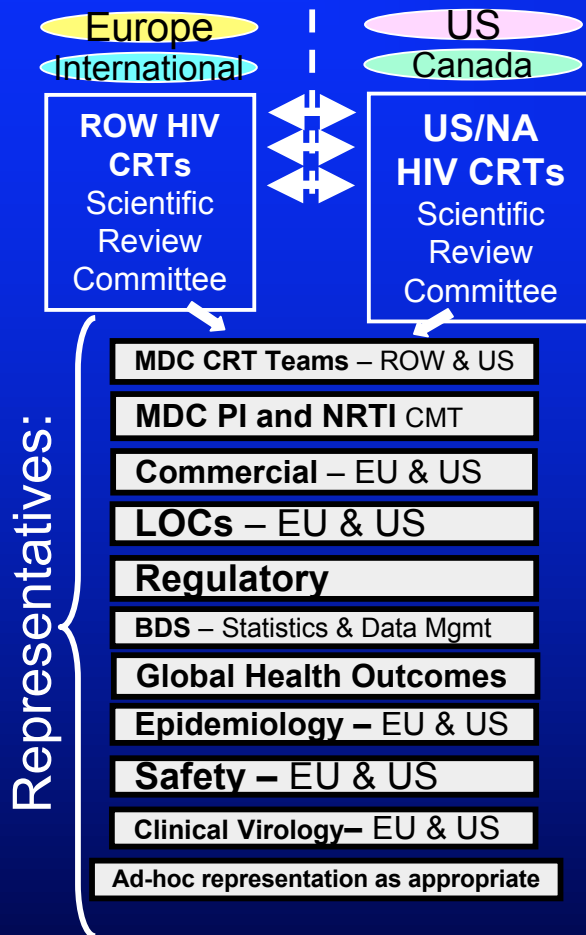 Europe
US
International
Canada
ROW HIV
CRTs
Scientific
Review
Committee
US/NA
HIV CRTs
Scientific
Review
Committee
Representatives:
MDC CRT Teams – ROW & US
MDC PI and NRTI CMT
Commercial – EU & US
LOCs – EU & US
Regulatory
BDS – Statistics & Data Mgmt
Global Health Outcomes
Epidemiology – EU & US
Safety – EU & US
Clinical Virology– EU & US
Ad-hoc representation as appropriate